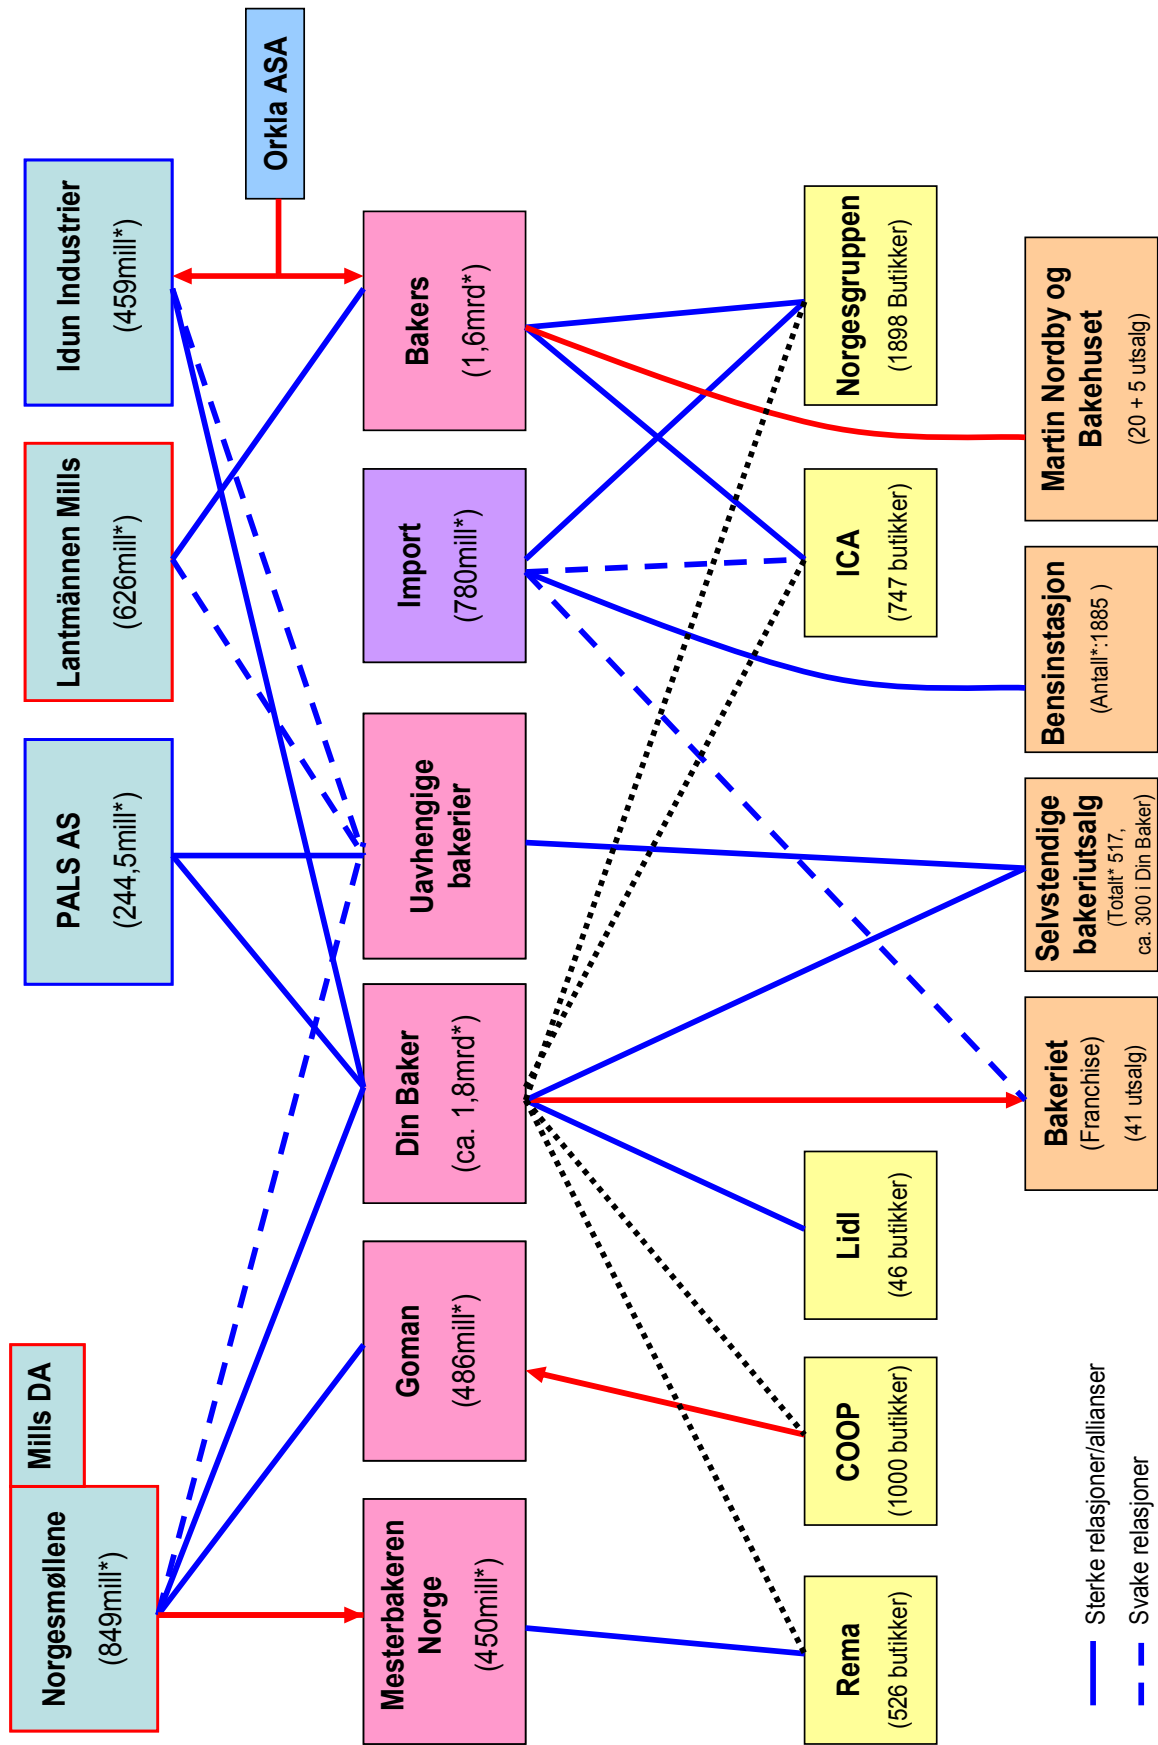 Mills DA
Norgesmøllene
(849mill*)
PALS AS
(244,5mill*)
Lantmännen Mills
(626mill*)
Idun Industrier
(459mill*)
Orkla ASA
Mesterbakeren
Norge
(450mill*)
Goman
(486mill*)
Din Baker
(ca. 1,8mrd*)
Uavhengige
bakerier
Import
(780mill*)
Bakers
(1,6mrd*)
Rema
(526 butikker)
COOP
(1000 butikker)
Lidl
(46 butikker)
ICA
(747 butikker)
Norgesgruppen
(1898 Butikker)
Bakeriet
(Franchise)
(41 utsalg)
Selvstendige
bakeriutsalg
(Totalt* 517,
ca. 300 i Din Baker)
Bensinstasjon
(Antall*:1885 )
Martin Nordby og
Bakehuset
(20 + 5 utsalg)
Sterke relasjoner/allianser
Svake relasjoner